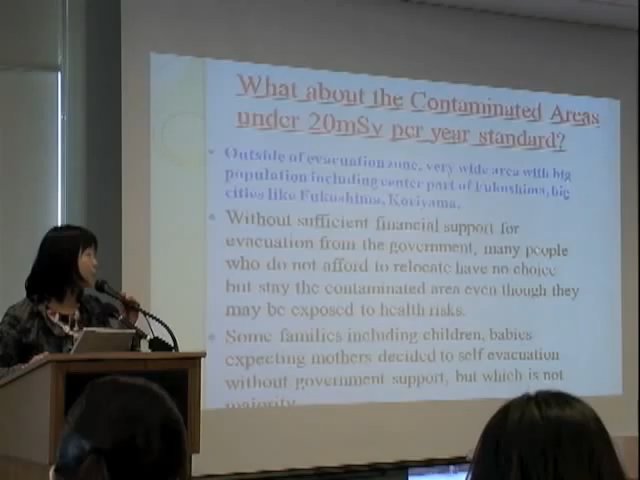 What about the Contaminated Areas
under 20mSv per year standard?
• Outside of evacuation zone, very wide area with big
population including center part of Fukushima, big
cities like Fukushima, Koriyama.
• Without sufficient financial support for
evacuation from the government, many people
who do not afford to relocate have no choice
but stay the contaminated area even though they
may be exposed to health risks.
• Some families including children, babies
expecting mothers decided to self evacuation
without government support, but which is not
majority